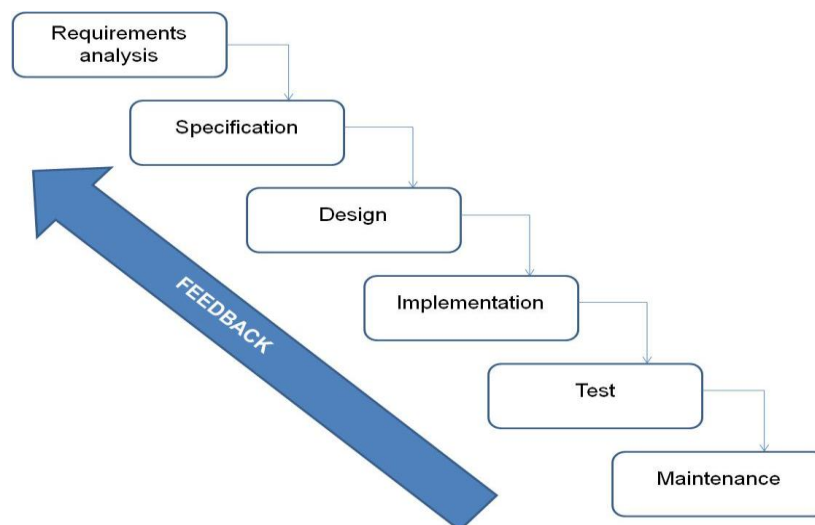 Requirements
analysis
Specification
Design
Implementation
FEEDBACK
Test
Maintenance